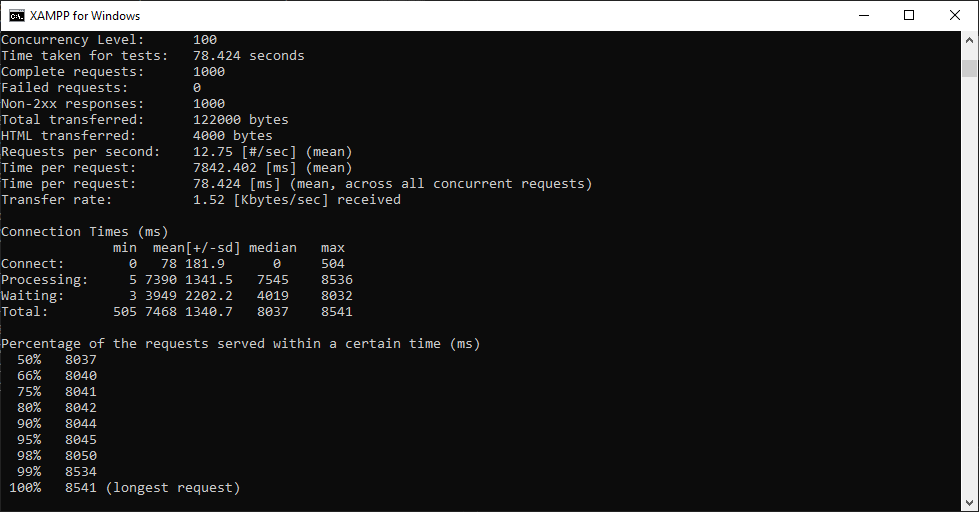 XAMPP for Windows
Concurrency Level:      100
Time taken for tests:   78.424 seconds
Complete requests:      1000
Failed requests:        0
Non-2xx responses:      1000
Total transferred:      122000 bytes
HTML transferred:       4000 bytes
Requests per second:    12.75 [#/sec] (mean)
Time per request:       7842.402 [ms] (mean)
Time per request:       78.424 [ms] (mean, across all concurrent requests)
Transfer rate:          1.52 [Kbytes/sec] received

Connection Times (ms)
              min  mean[+/-sd] median   max
Connect:        0   78 181.9      0     504
Processing:     5 7390 1341.5   7545    8536
Waiting:        3 3949 2202.2   4019    8032
Total:        505 7468 1340.7   8037    8541

Percentage of the requests served within a certain time (ms)
  50%   8037
  66%   8040
  75%   8041
  80%   8042
  90%   8044
  95%   8045
  98%   8050
  99%   8534
 100%   8541 (longest request)